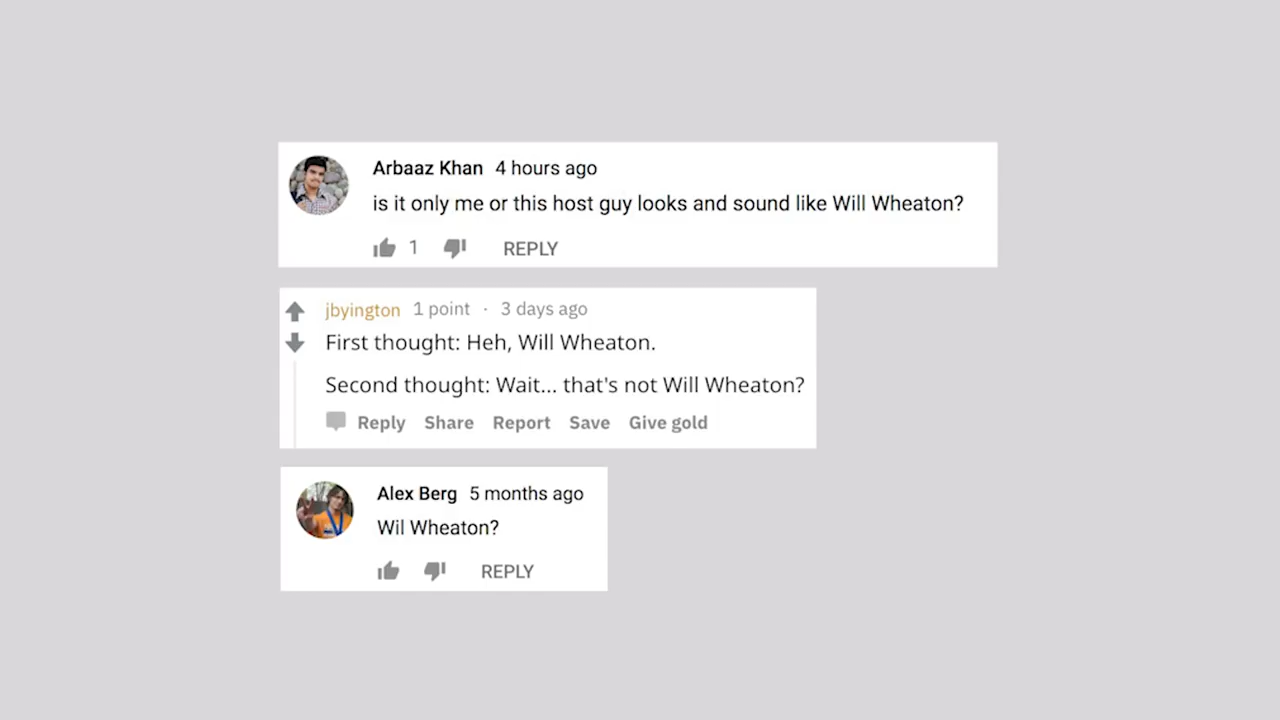 Arbaaz Khan 4 hours ago
is it only me or this host guy looks and sound like Will Wheaton?
1 REPLY
jbyington 1 point · 3 days ago
First thought: Heh, Will Wheaton.
Second thought: Wait... that's not Will Wheaton?
Reply Share Report Save Give gold
Alex Berg 5 months ago
Wil Wheaton?
REPLY